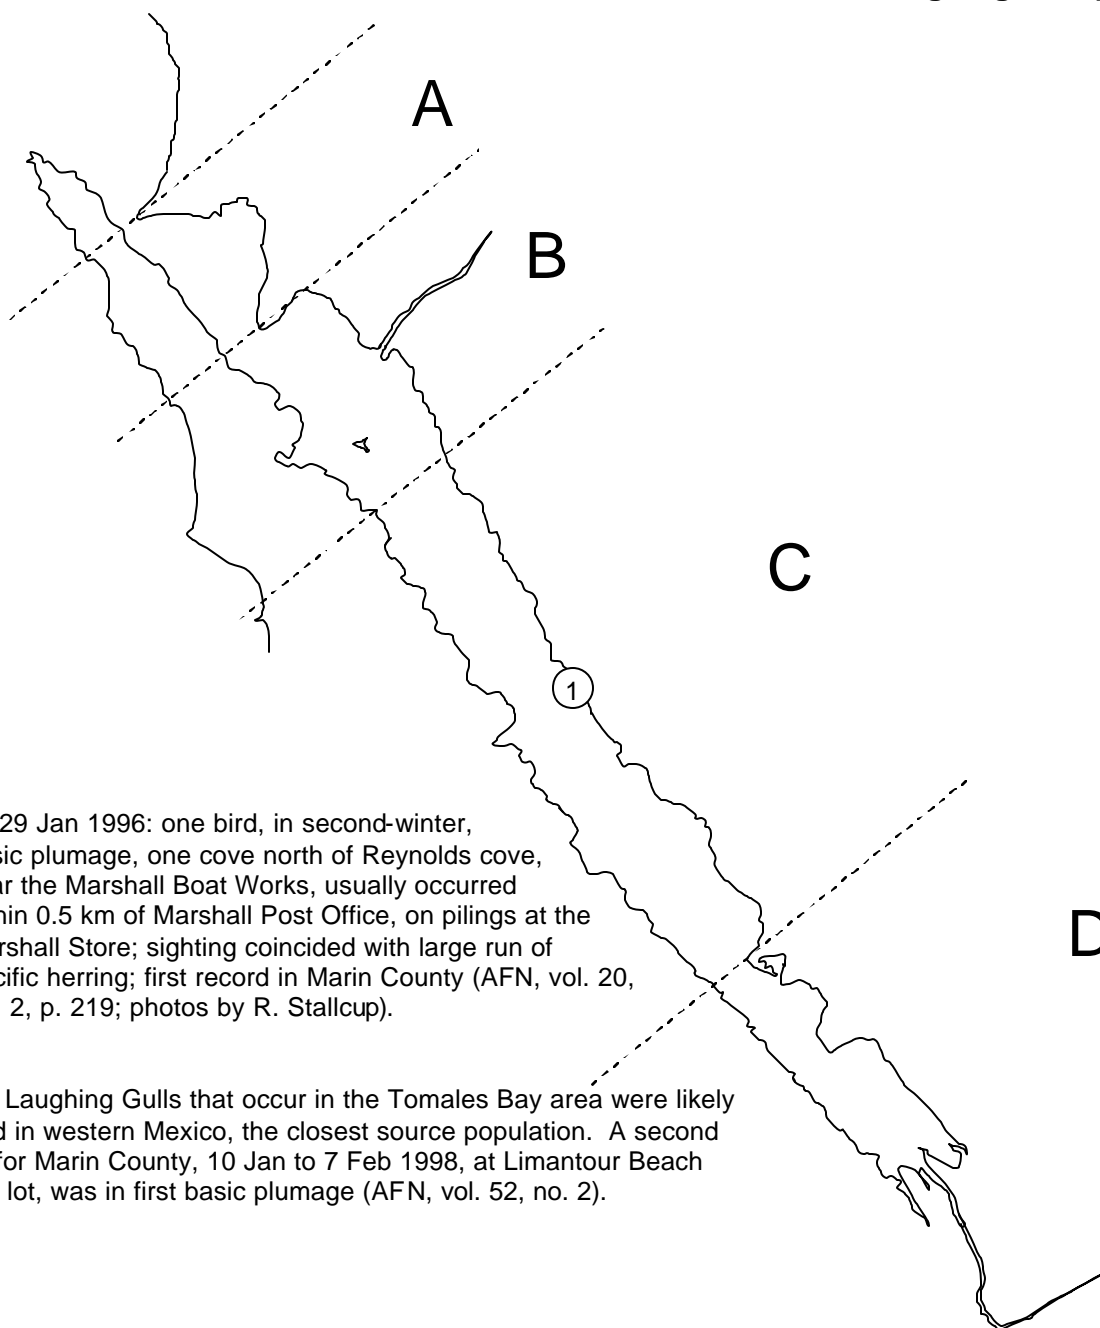 A
B
C
1
29 Jan 1996: one bird, in second-winter,
plumage, one cove north of Reynolds cove,
the Marshall Boat Works, usually occurred
0.5 km of Marshall Post Office, on pilings at the
Store; sighting coincided with large run of
herring; first record in Marin County (AFN, vol. 20,
2, p. 219; photos by R. Stallcup).
D
Laughing Gulls that occur in the Tomales Bay area were likely
in western Mexico, the closest source population. A second
for Marin County, 10 Jan to 7 Feb 1998, at Limantour Beach
lot, was in first basic plumage (AFN, vol. 52, no. 2).